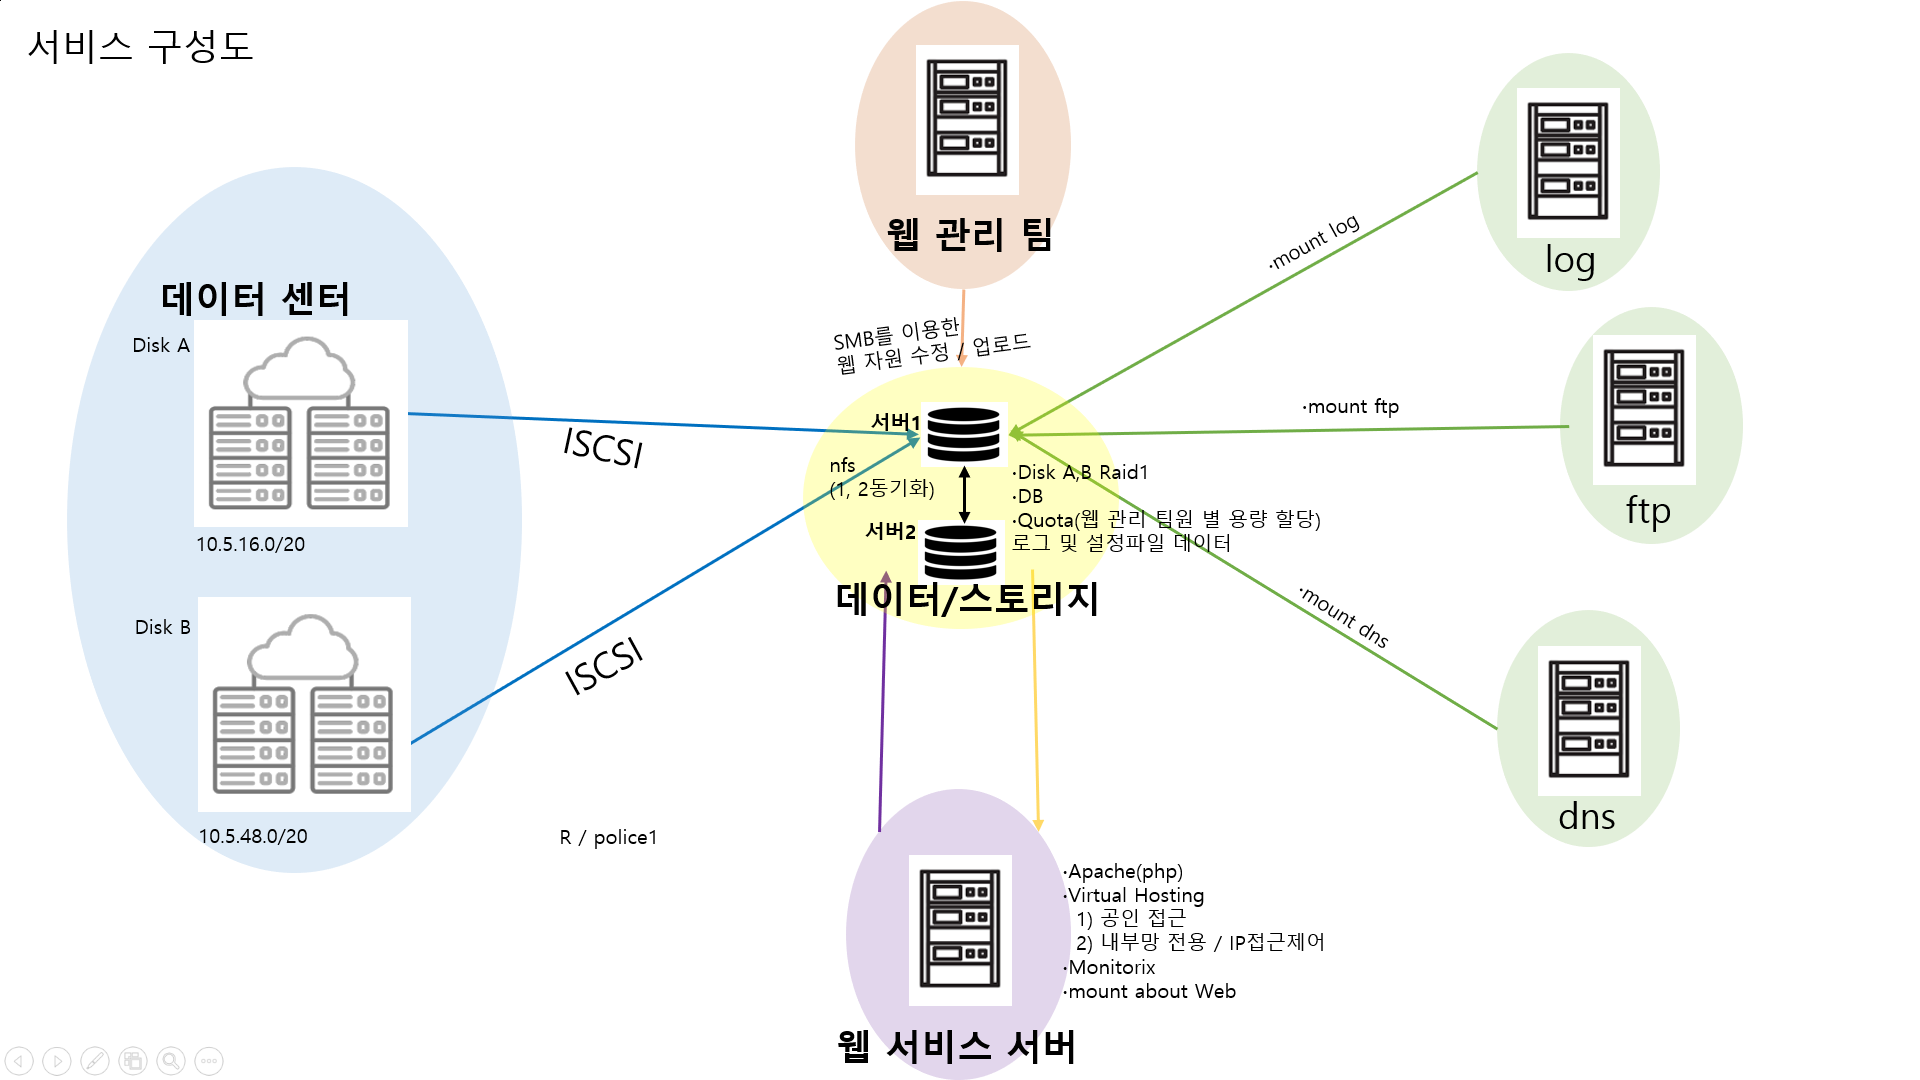 서비스 구성도
웹 관리 팀
log
·mount log
데이터 센터
Disk A
SMB를 이용한
웹 자원 수정 / 업로드
·mount ftp
서버1
ISCSI
nfs
(1, 2동기화)
·Disk A,B Raid1
·DB
·Quota(웹 관리 팀원 별 용량 할당)
로그 및 설정파일 데이터
ftp
서버2
10.5.16.0/20
데이터/스토리지
Disk B
ISCSI
·mount dns
dns
10.5.48.0/20
R / police1
·Apache(php)
·Virtual Hosting
1) 공인 접근
2) 내부망 전용 / IP접근제어
·Monitorix
·mount about Web
웹 서비스 서버